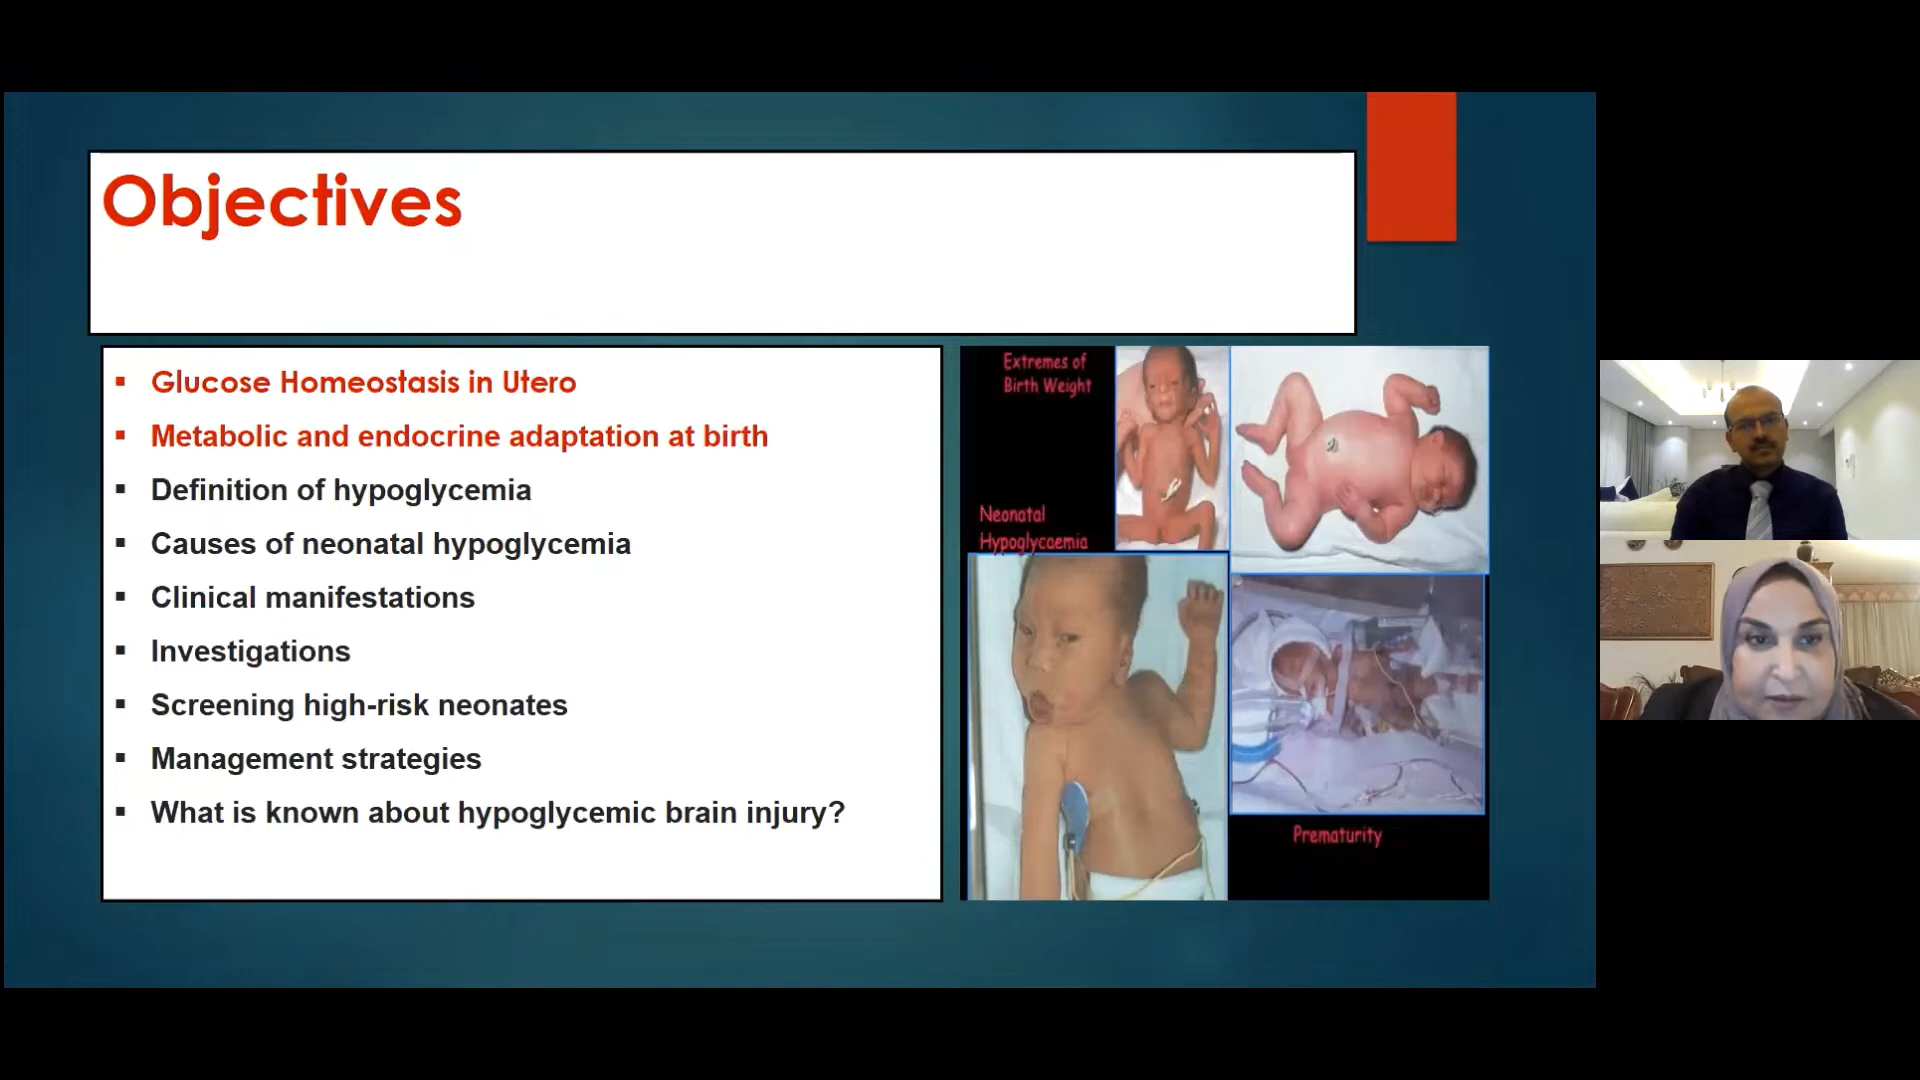 Objectives
Glucose Homeostasis in Utero
Metabolic and endocrine adaptation at birth
Definition of hypoglycemia
Causes of neonatal hypoglycemia
Clinical manifestations
Investigations
Screening high-risk neonates
Management strategies
What is known about hypoglycemic brain injury?
Extremes of
Birth Weight
Neonatal
Hypoglycaemia
Prematurity